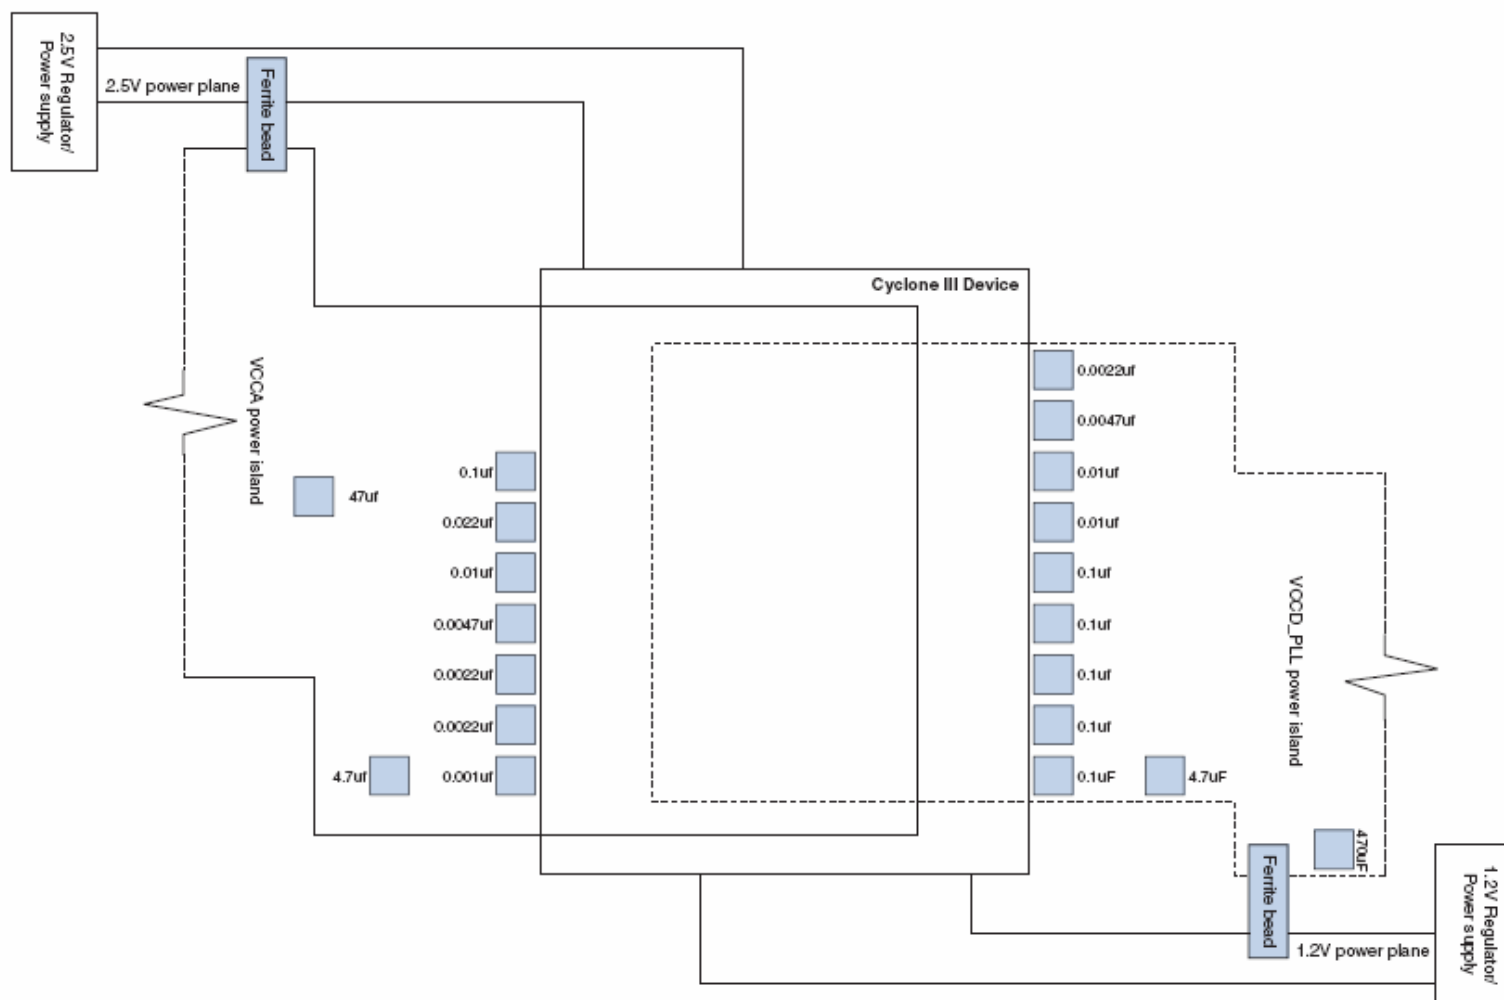 2.5V Regulator/
Power supply
2.5V power plane
Ferrite bead
Cyclone III Device
VCCA power island
47uf
0.1uf
0.022uf
0.01uf
0.0047uf
0.0022uf
0.0022uf
4.7uf
0.001uf
0.0022uf
0.0047uf
0.01uf
0.01uf
0.1uf
0.1uf
0.1uf
0.1uf
0.1uF
4.7uF
VCCD_PLL power island
470uF
Ferrite bead
1.2V power plane
1.2V Regulator/
Power supply